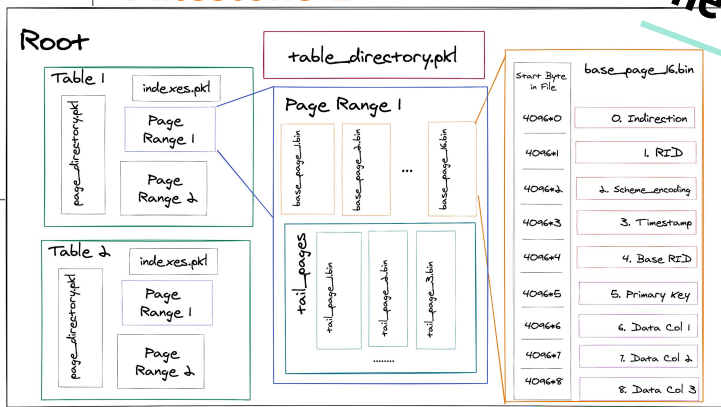 Root
table_directory.pkl
Table 1
indexes.pkl
page_directory.pkl
Page
Range 1
Page
Range 2
Table 2
indexes.pkl
page_directory.pkl
Page
Range 1
Page
Range 2
Page Range 1
base_page_1.bin
base_page_2.bin
...
base_page_16.bin
tail_pages
tail_page_1.bin
tail_page_2.bin
tail_page_3.bin
........
Start Byte
in File
base_page_16.bin
4096*0
0. Indirection
4096*1
1. RID
4096*2
2. Scheme_encoding
4096*3
3. Timestamp
4096*4
4. Base RID
4096*5
5. Primary Key
4096*6
6. Data Col 1
4096*7
7. Data Col 2
4096*8
8. Data Col 3